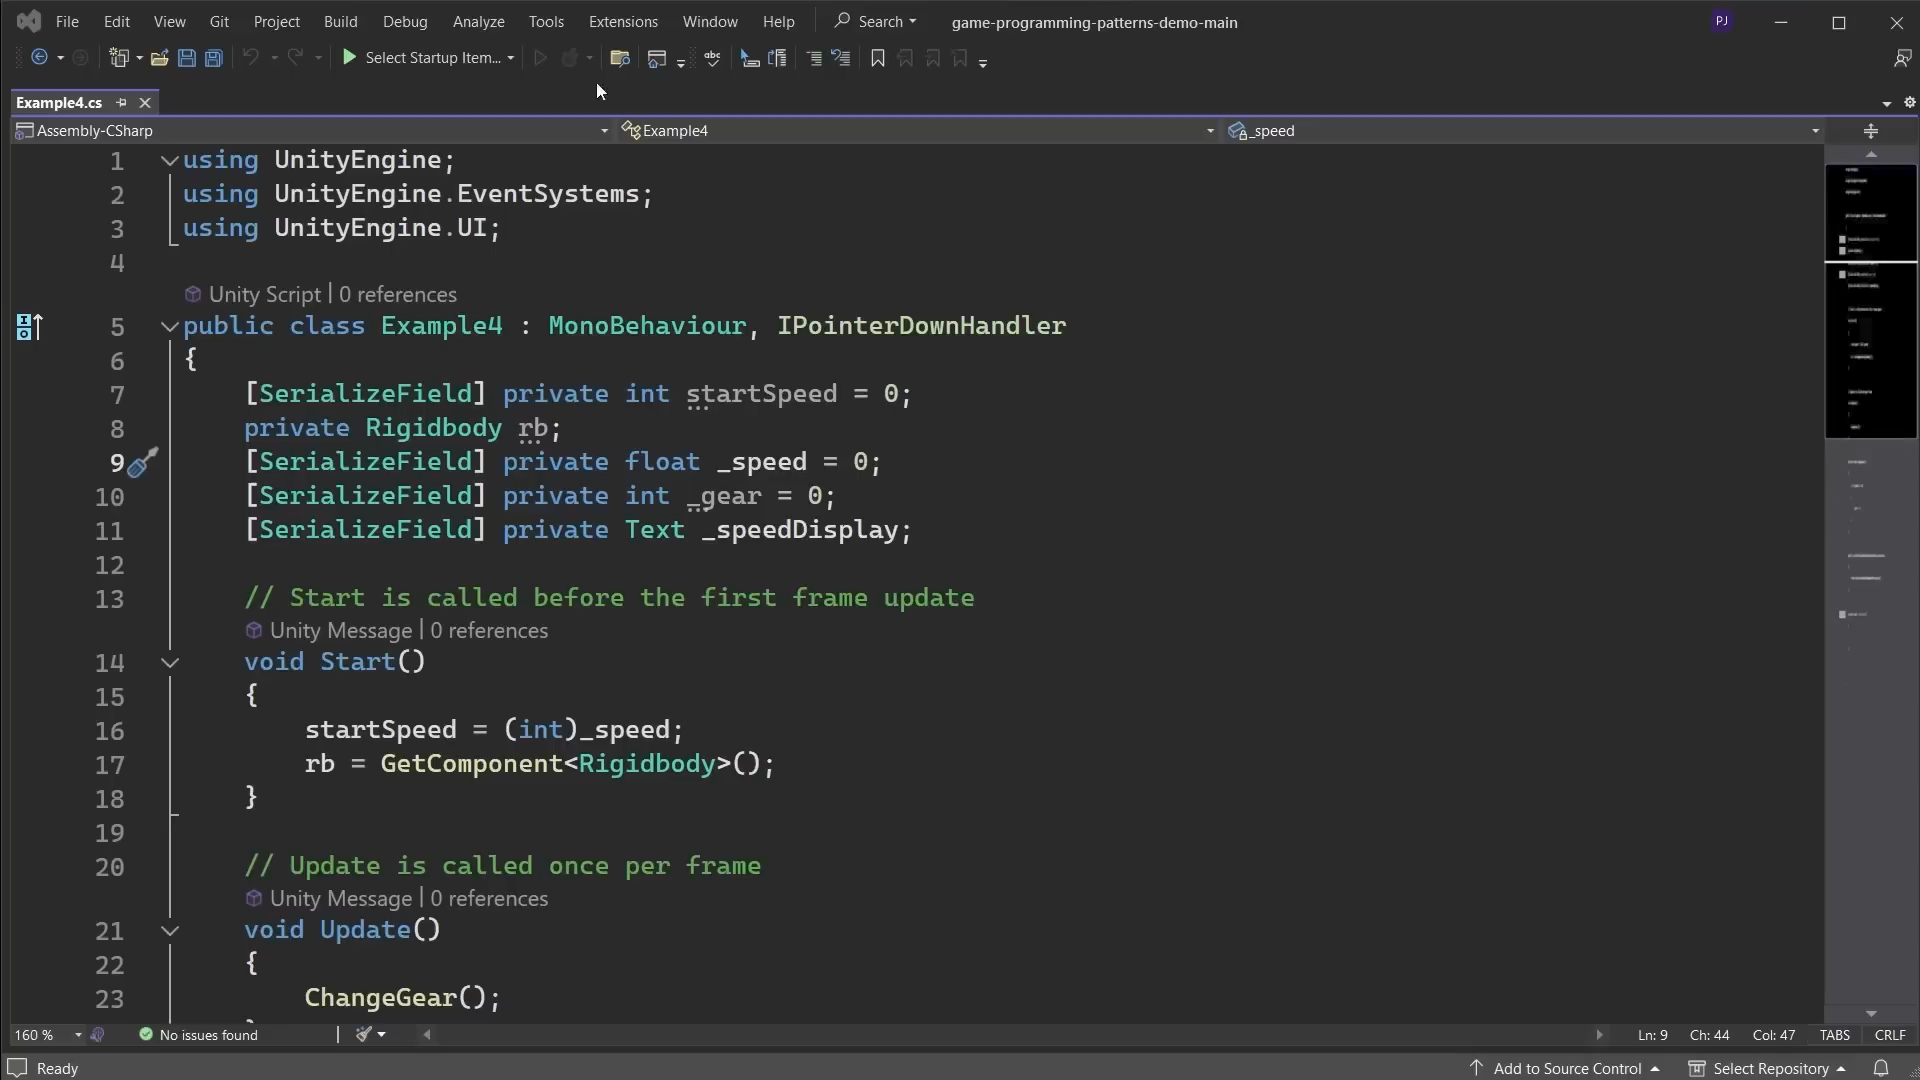 File Edit View Git Project Build Debug Analyze Tools Extensions Window Help Search game-programming-patterns-demo-main PJ
Select Startup Item...
Example4.cs
Assembly-CSharp Example4 _speed
1 using UnityEngine;
2 using UnityEngine.EventSystems;
3 using UnityEngine.UI;
4
Unity Script | 0 references
5 public class Example4 : MonoBehaviour, IPointerDownHandler
6 {
7 [SerializeField] private int startSpeed = 0;
8 private Rigidbody rb;
9 [SerializeField] private float _speed = 0;
10 [SerializeField] private int _gear = 0;
11 [SerializeField] private Text _speedDisplay;
12
13 // Start is called before the first frame update
Unity Message | 0 references
14 void Start()
15 {
16 startSpeed = (int)_speed;
17 rb = GetComponent<Rigidbody>();
18 }
19
20 // Update is called once per frame
Unity Message | 0 references
21 void Update()
22 {
23 ChangeGear();
160 % No issues found Ln: 9 Ch: 44 Col: 47 TABS CRLF
Ready Add to Source Control Select Repository